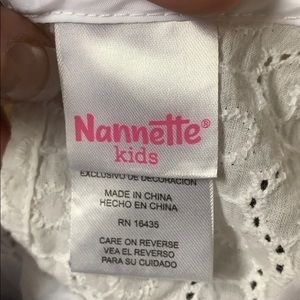 Nannette®
kids
EXCLUSIVO DE DECORACION
MADE IN CHINA
HECHO EN CHINA
RN 16435
CARE ON REVERSE
VEA EL REVERSO
PARA SU CUIDADO